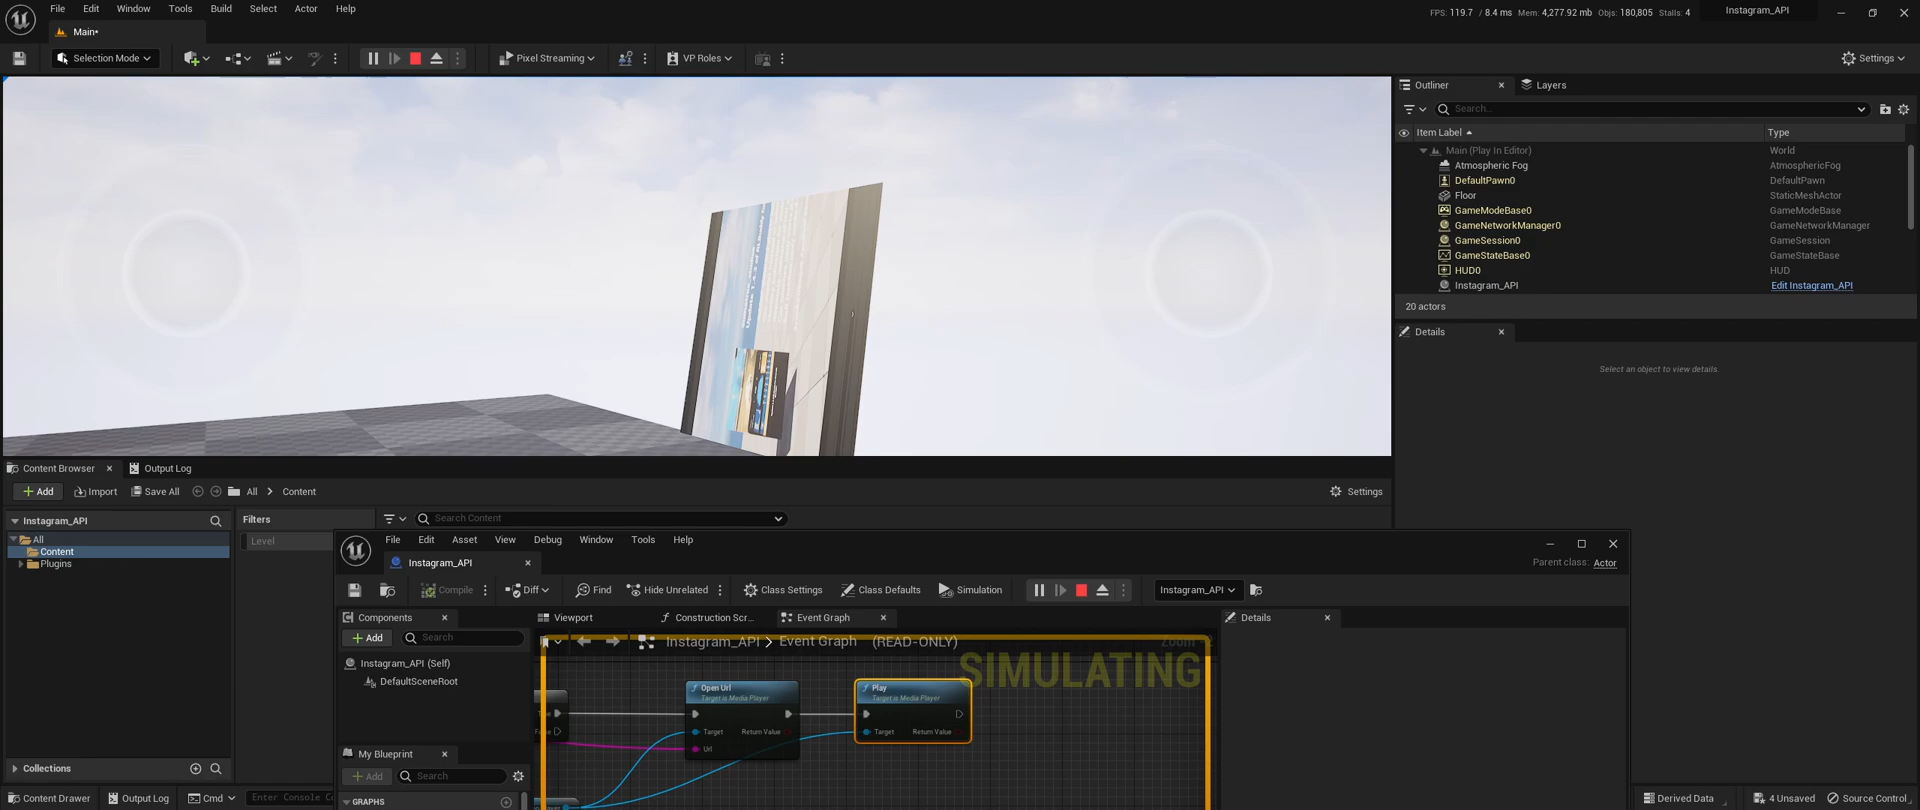 File Edit Window Tools Build Select Actor Help
FPS: 119.7 / 8.4 ms Mem: 4,277.92 mb Objs: 180,805 Stalls: 4
Instagram_API
Main*
Selection Mode
Pixel Streaming
VP Roles
Settings
Outliner
Layers
Search...
Item Label
Type
Main (Play In Editor) World
Atmospheric Fog AtmosphericFog
DefaultPawn0 DefaultPawn
Floor StaticMeshActor
GameModeBase0 GameModeBase
GameNetworkManager0 GameNetworkManager
GameSession0 GameSession
GameStateBase0 GameStateBase
HUD0 HUD
Instagram_API Edit Instagram_API
20 actors
Details
Select an object to view details.
Content Browser
Output Log
Add
Import
Save All
All
Content
Settings
Instagram_API
Filters
Search Content
All
Level
Content
Plugins
File Edit Asset View Debug Window Tools Help
Instagram_API
Parent class: Actor
Compile
Diff
Find
Hide Unrelated
Class Settings
Class Defaults
Simulation
Instagram_API
Components
Viewport
Construction Scr...
Event Graph
Details
Add
Search
Instagram_API > Event Graph (READ-ONLY)
SIMULATING
Instagram_API (Self)
DefaultSceneRoot
Open Url
Target is Media Player
Play
Target is Media Player
Target
Return Value
Target
Return Value
Url
My Blueprint
Add
Search
GRAPHS
Collections
Content Drawer
Output Log
Cmd
Derived Data
4 Unsaved
Source Control